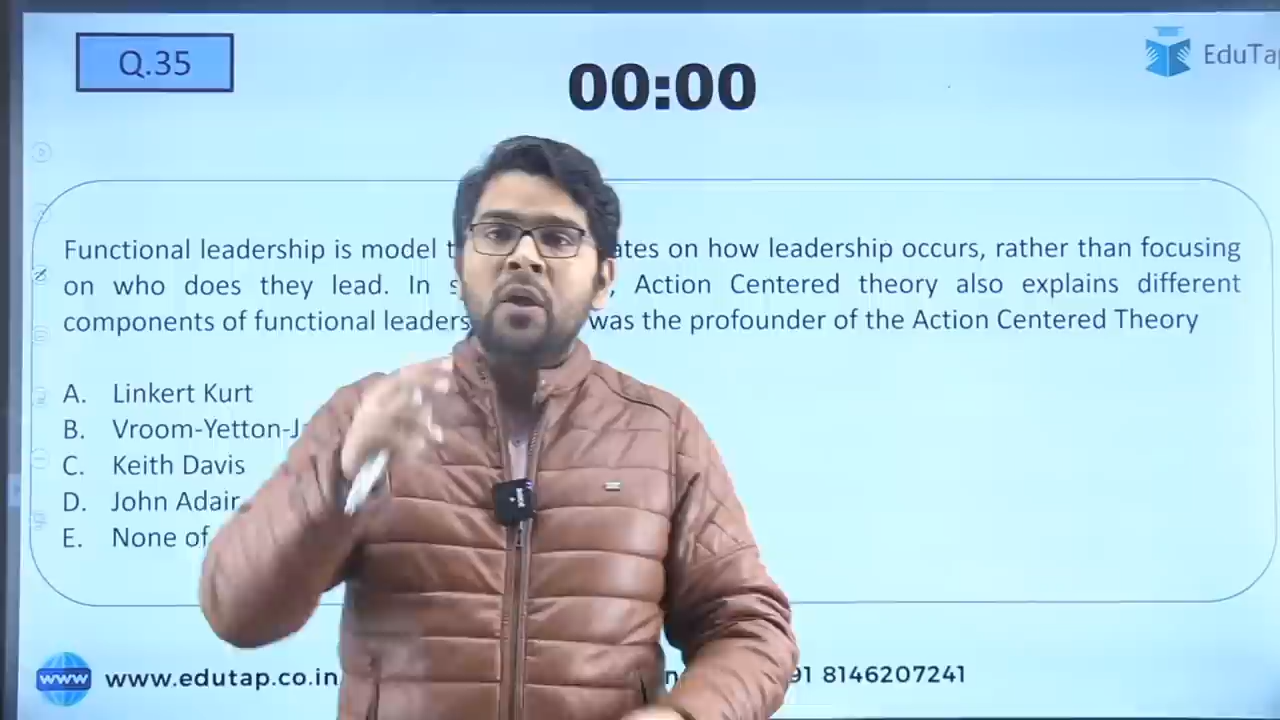 Q.35
00:00
EduTap
Functional leadership is model ates on how leadership occurs, rather than focusing
on who does they lead. In Action Centered theory also explains different
components of functional leaders was the profounder of the Action Centered Theory
A. Linkert Kurt
B. Vroom-Yetton-J
C. Keith Davis
D. John Adair
E. None of
www www.edutap.co.in 91 8146207241